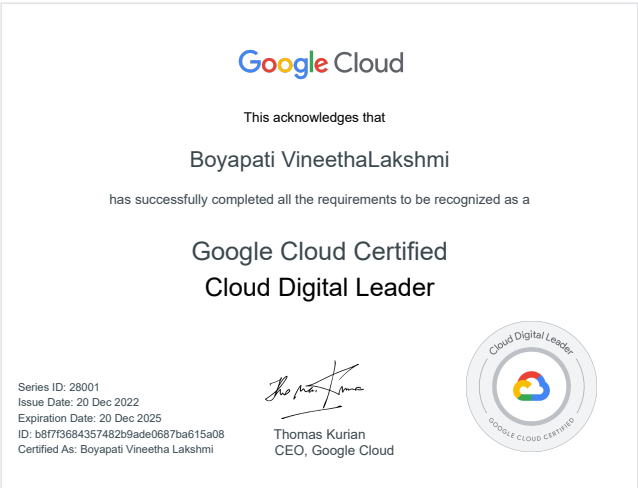 Google Cloud
This acknowledges that
Boyapati VineethaLakshmi
has successfully completed all the requirements to be recognized as a
Google Cloud Certified
Cloud Digital Leader
Series ID: 28001
Issue Date: 20 Dec 2022
Expiration Date: 20 Dec 2025
ID: b8f7f3684357482b9ade0687ba615a08
Certified As: Boyapati Vineetha Lakshmi
Thomas Kurian
CEO, Google Cloud
Cloud Digital Leader
GOOGLE CLOUD CERTIFIED